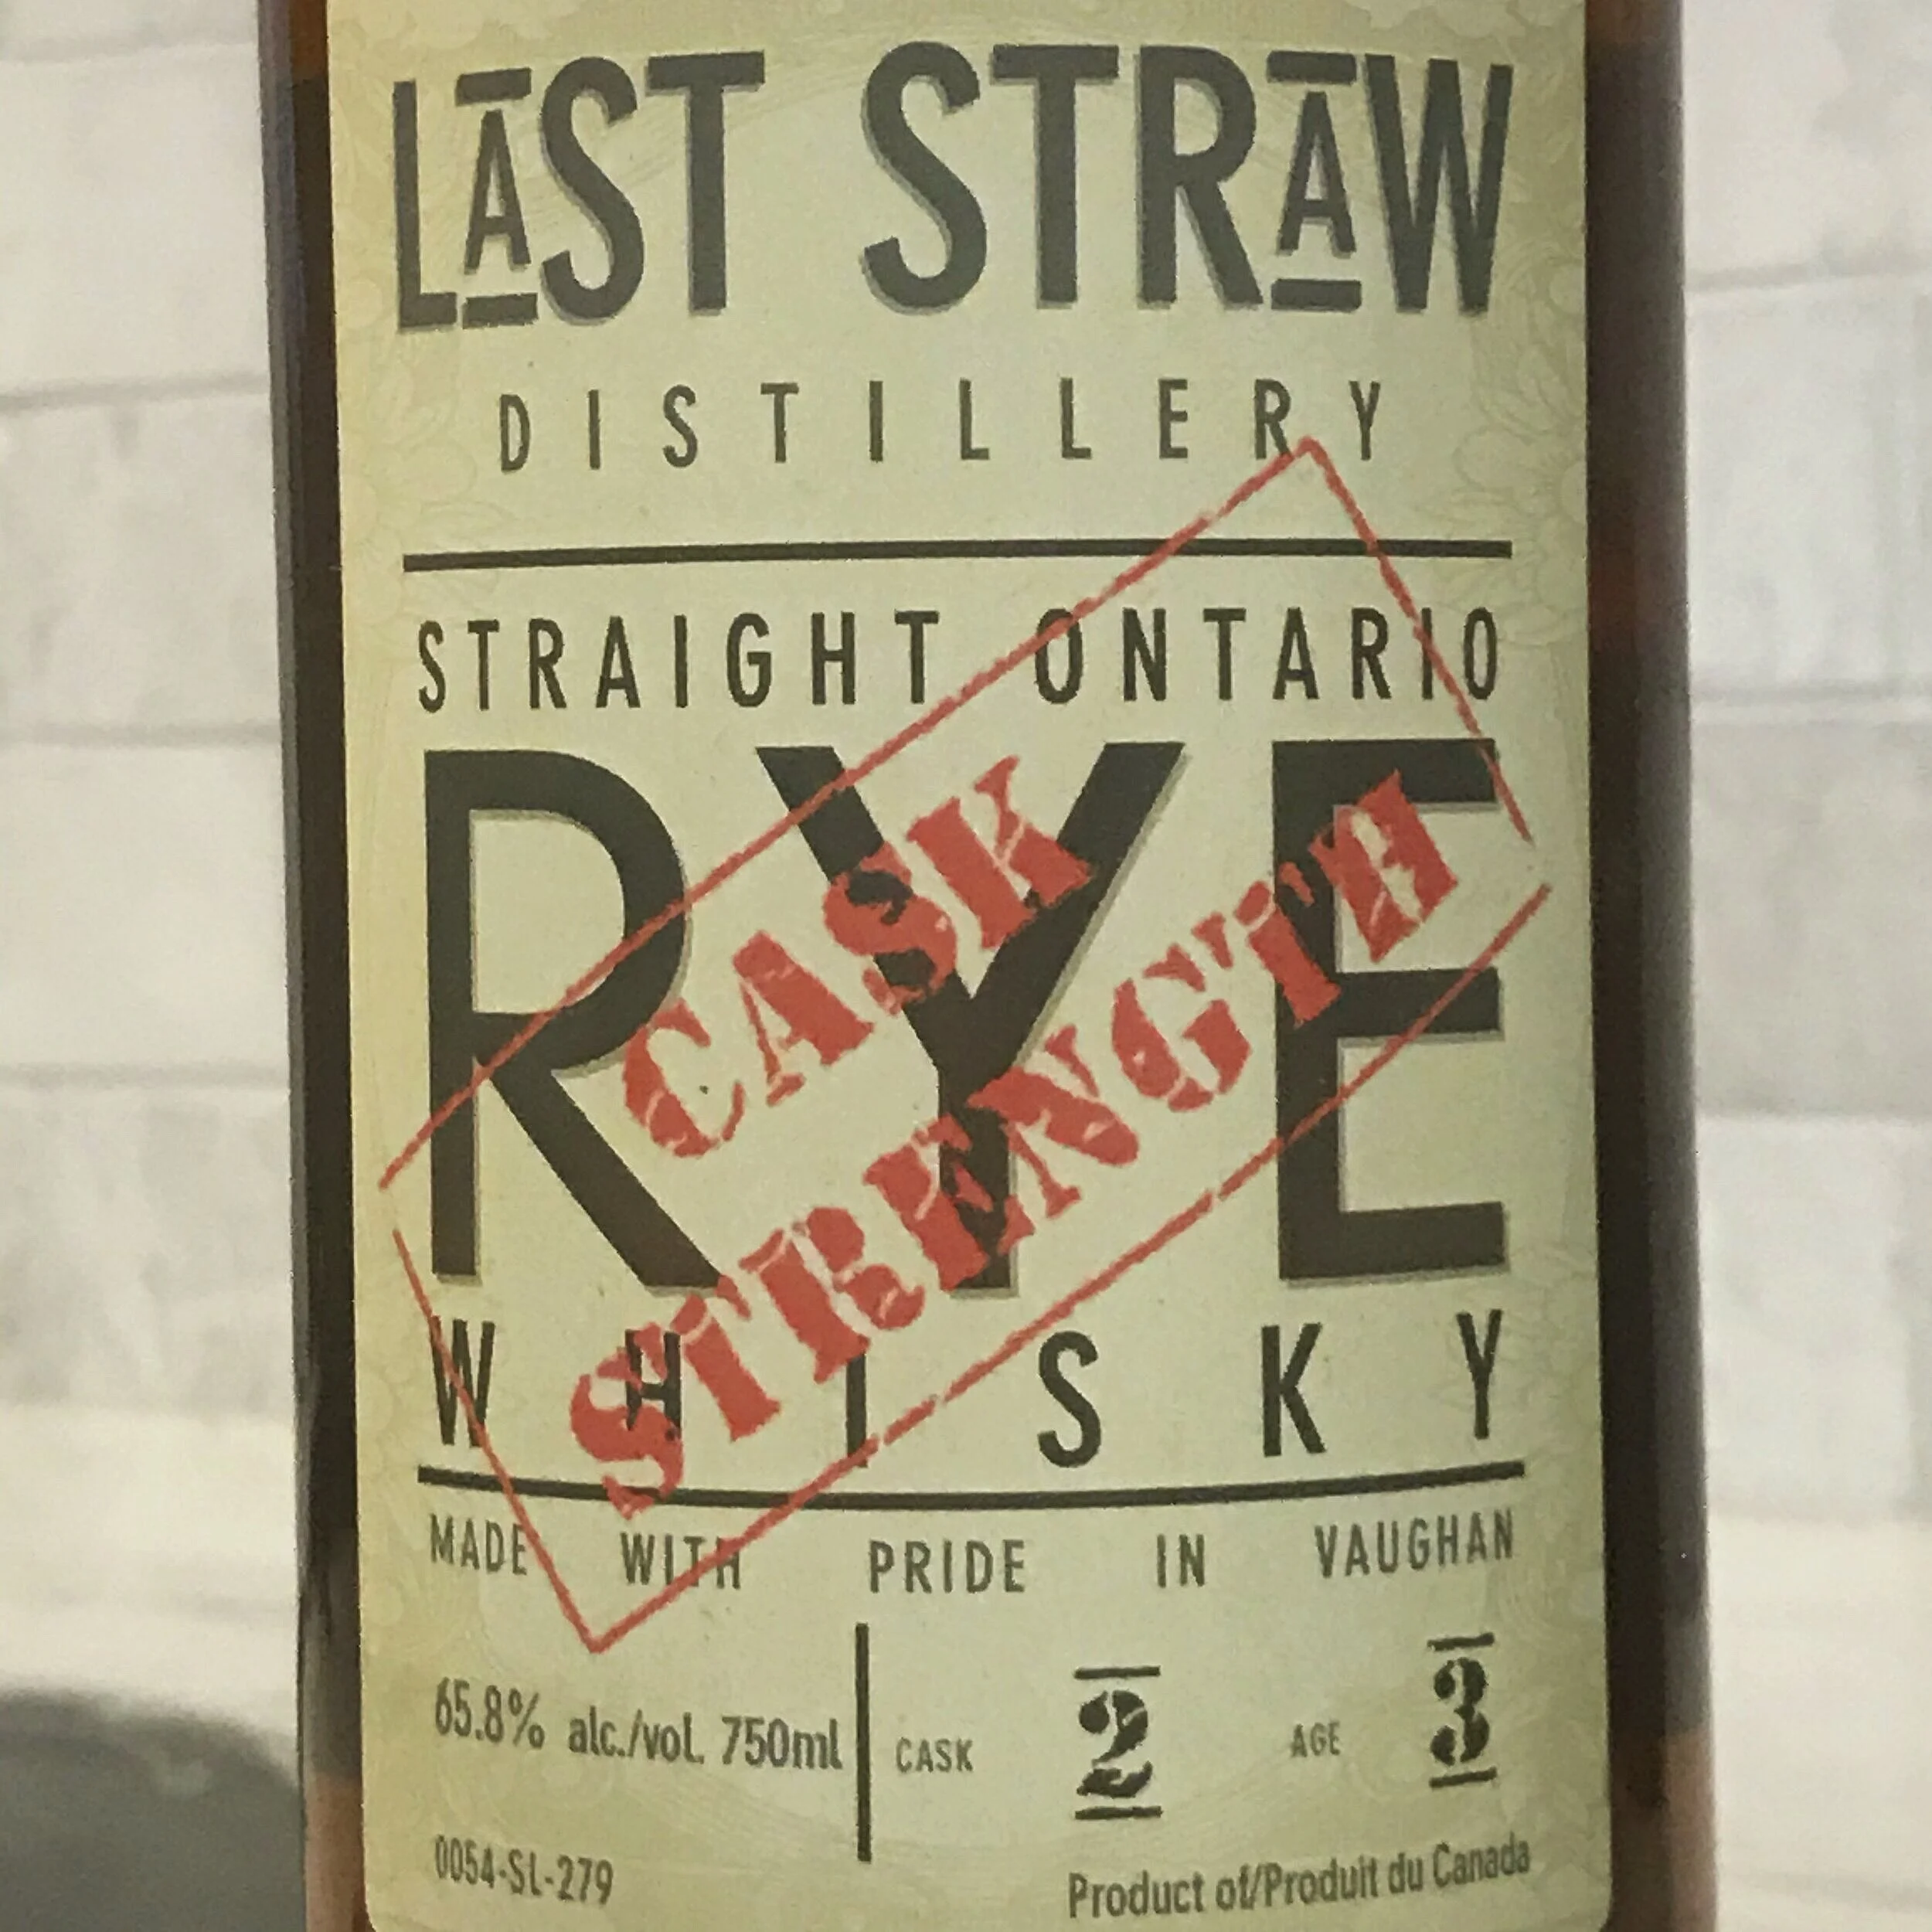 LAST STRAW
DISTILLERY
STRAIGHT ONTARIO
RYE
CASK
STRENGTH
WHISKY
MADE WITH PRIDE IN VAUGHAN
65.8% alc./vol. 750ml
CASK 2 AGE 3
0054-SL-279
Product of/Produit du Canada